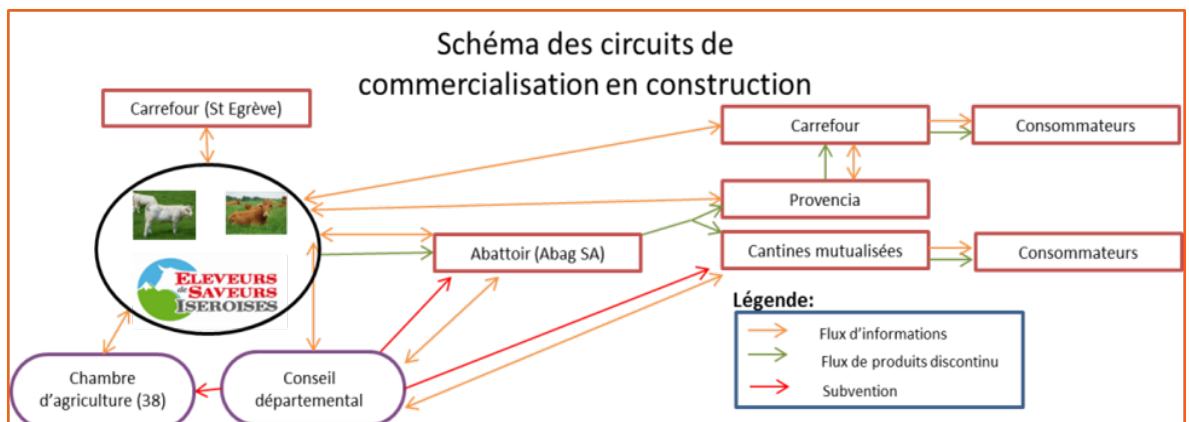 Schéma des circuits de
commercialisation en construction
Carrefour (St Egrève)
Carrefour
Consommateurs
Provencia
Abattoir (Abag SA)
Cantines mutualisées
Consommateurs
ELEVEURS
de SAVEURS
ISEROISES
Légende:
Flux d'informations
Flux de produits discontinu
Subvention
Chambre
d'agriculture (38)
Conseil
départemental